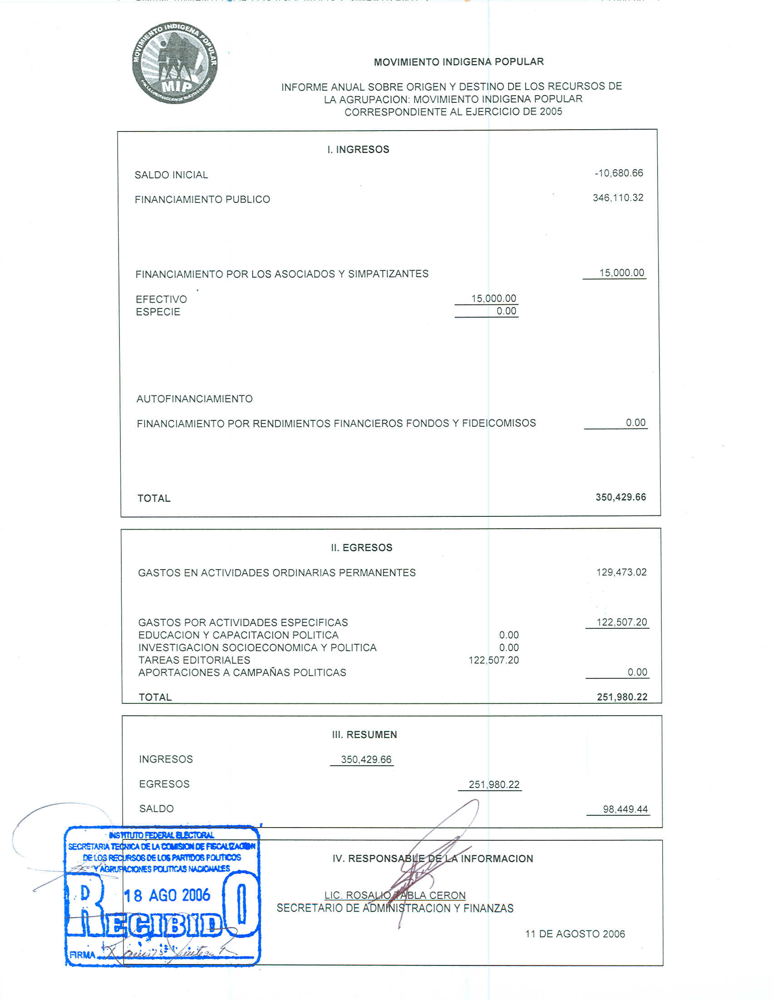 MOVIMIENTO INDIGENA POPULAR
MIP
POR LA CONSTRUCCION DE NUESTRO DESTINO
MOVIMIENTO INDIGENA POPULAR
INFORME ANUAL SOBRE ORIGEN Y DESTINO DE LOS RECURSOS DE
LA AGRUPACION: MOVIMIENTO INDIGENA POPULAR
CORRESPONDIENTE AL EJERCICIO DE 2005
I. INGRESOS
SALDO INICIAL -10,680.66
FINANCIAMIENTO PUBLICO 346,110.32
FINANCIAMIENTO POR LOS ASOCIADOS Y SIMPATIZANTES 15,000.00
EFECTIVO 15,000.00
ESPECIE 0.00
AUTOFINANCIAMIENTO
FINANCIAMIENTO POR RENDIMIENTOS FINANCIEROS FONDOS Y FIDEICOMISOS 0.00
TOTAL 350,429.66
II. EGRESOS
GASTOS EN ACTIVIDADES ORDINARIAS PERMANENTES 129,473.02
GASTOS POR ACTIVIDADES ESPECIFICAS 122,507.20
EDUCACION Y CAPACITACION POLITICA 0.00
INVESTIGACION SOCIOECONOMICA Y POLITICA 0.00
TAREAS EDITORIALES 122,507.20
APORTACIONES A CAMPAÑAS POLITICAS 0.00
TOTAL 251,980.22
III. RESUMEN
INGRESOS 350,429.66
EGRESOS 251,980.22
SALDO 98,449.44
INSTITUTO FEDERAL ELECTORAL
SECRETARIA TECNICA DE LA COMISION DE FISCALIZACION
DE LOS RECURSOS DE LOS PARTIDOS POLITICOS
Y AGRUPACIONES POLITICAS NACIONALES
18 AGO 2006
RECIBIDO
FIRMA
IV. RESPONSABLE DE LA INFORMACION
LIC. ROSALIO TABLA CERON
SECRETARIO DE ADMINISTRACION Y FINANZAS
11 DE AGOSTO 2006